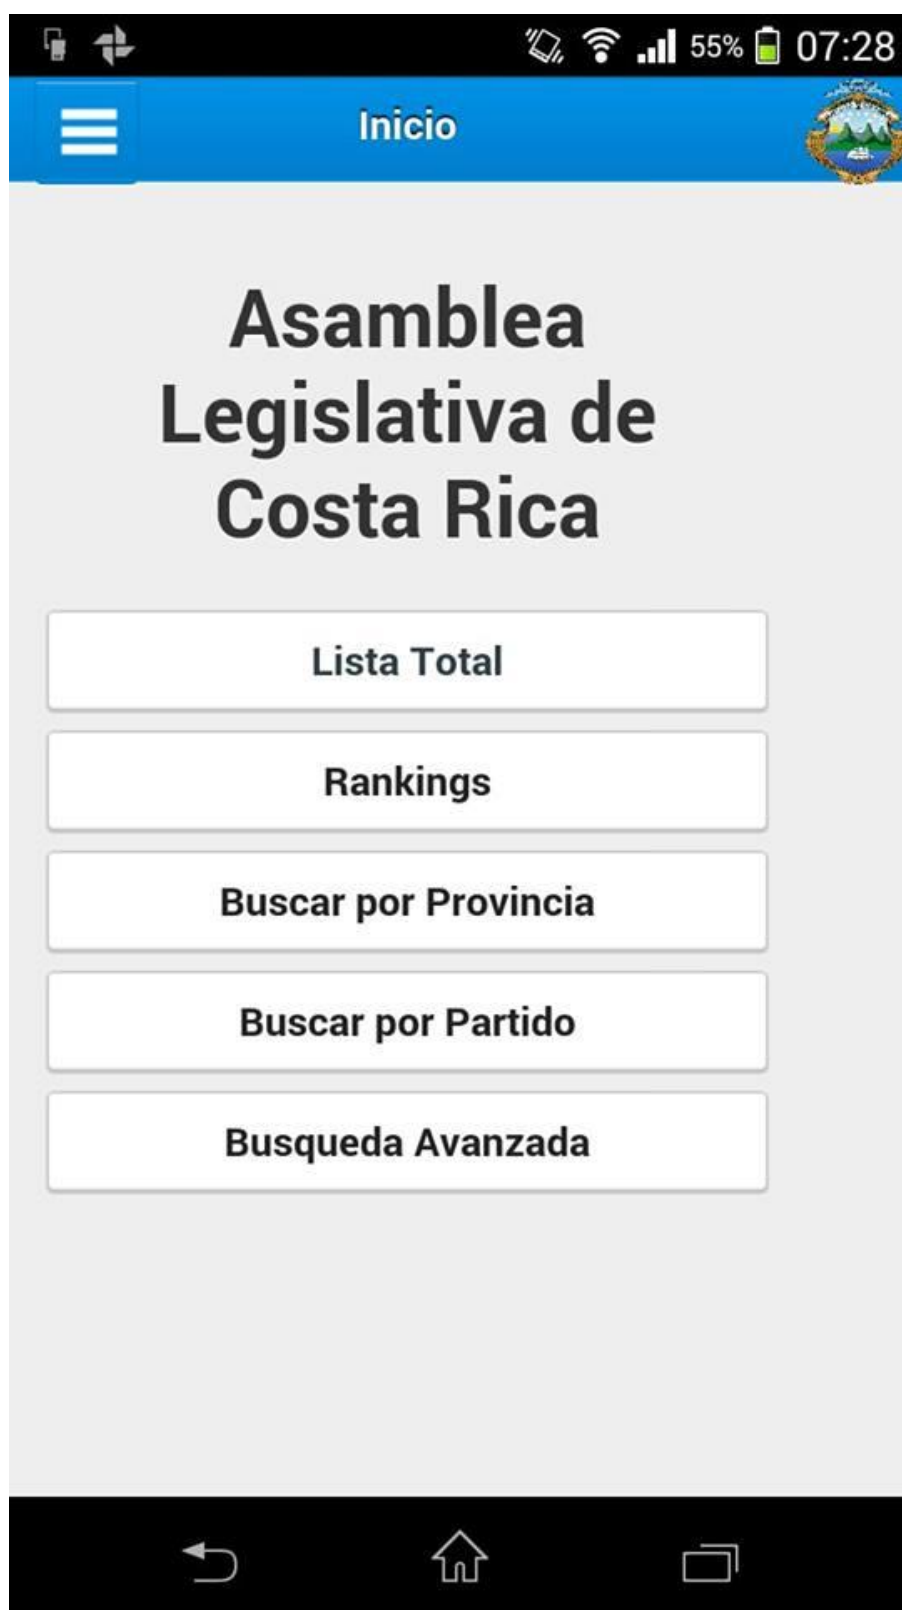 55% 07:28
Inicio
Asamblea
Legislativa de
Costa Rica
Lista Total
Rankings
Buscar por Provincia
Buscar por Partido
Busqueda Avanzada